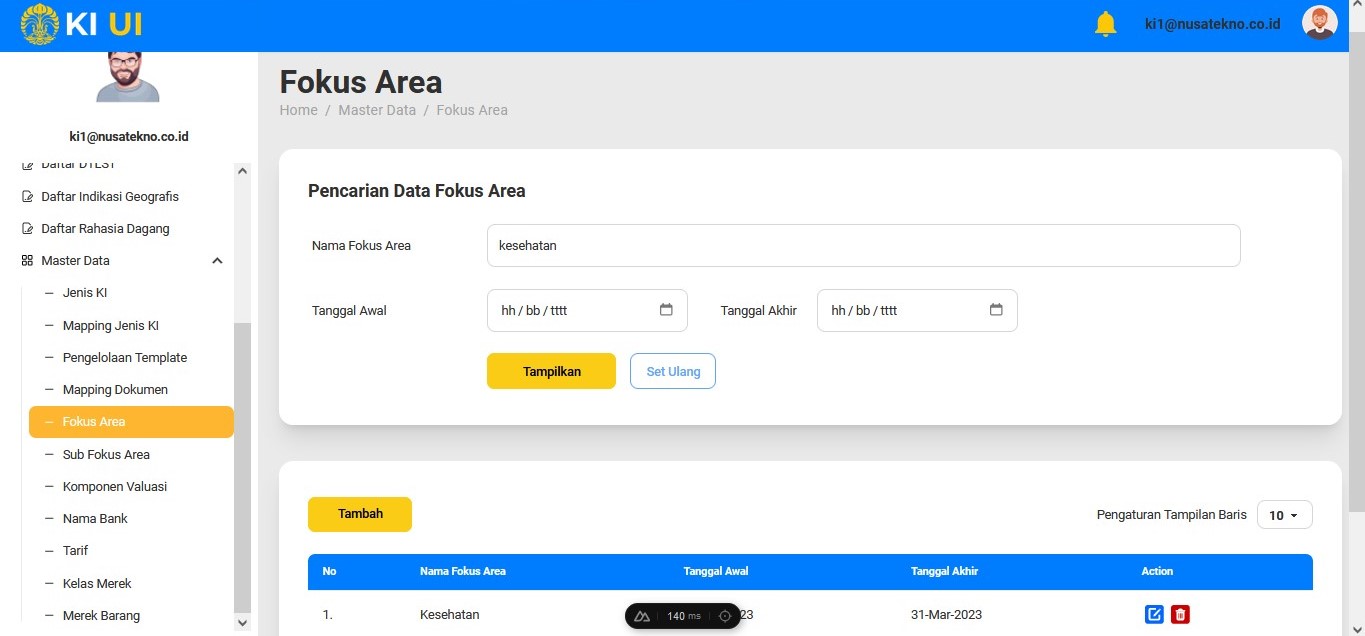 KI UI
ki1@nusatekno.co.id
ki1@nusatekno.co.id
Daftar DTLST
Daftar Indikasi Geografis
Daftar Rahasia Dagang
Master Data
Jenis KI
Mapping Jenis KI
Pengelolaan Template
Mapping Dokumen
Fokus Area
Sub Fokus Area
Komponen Valuasi
Nama Bank
Tarif
Kelas Merek
Merek Barang
Fokus Area
Home / Master Data / Fokus Area
Pencarian Data Fokus Area
Nama Fokus Area kesehatan
Tanggal Awal hh / bb / tttt Tanggal Akhir hh / bb / tttt
Tampilkan Set Ulang
Tambah Pengaturan Tampilan Baris 10
No Nama Fokus Area Tanggal Awal Tanggal Akhir Action
1. Kesehatan 23 31-Mar-2023
140 ms